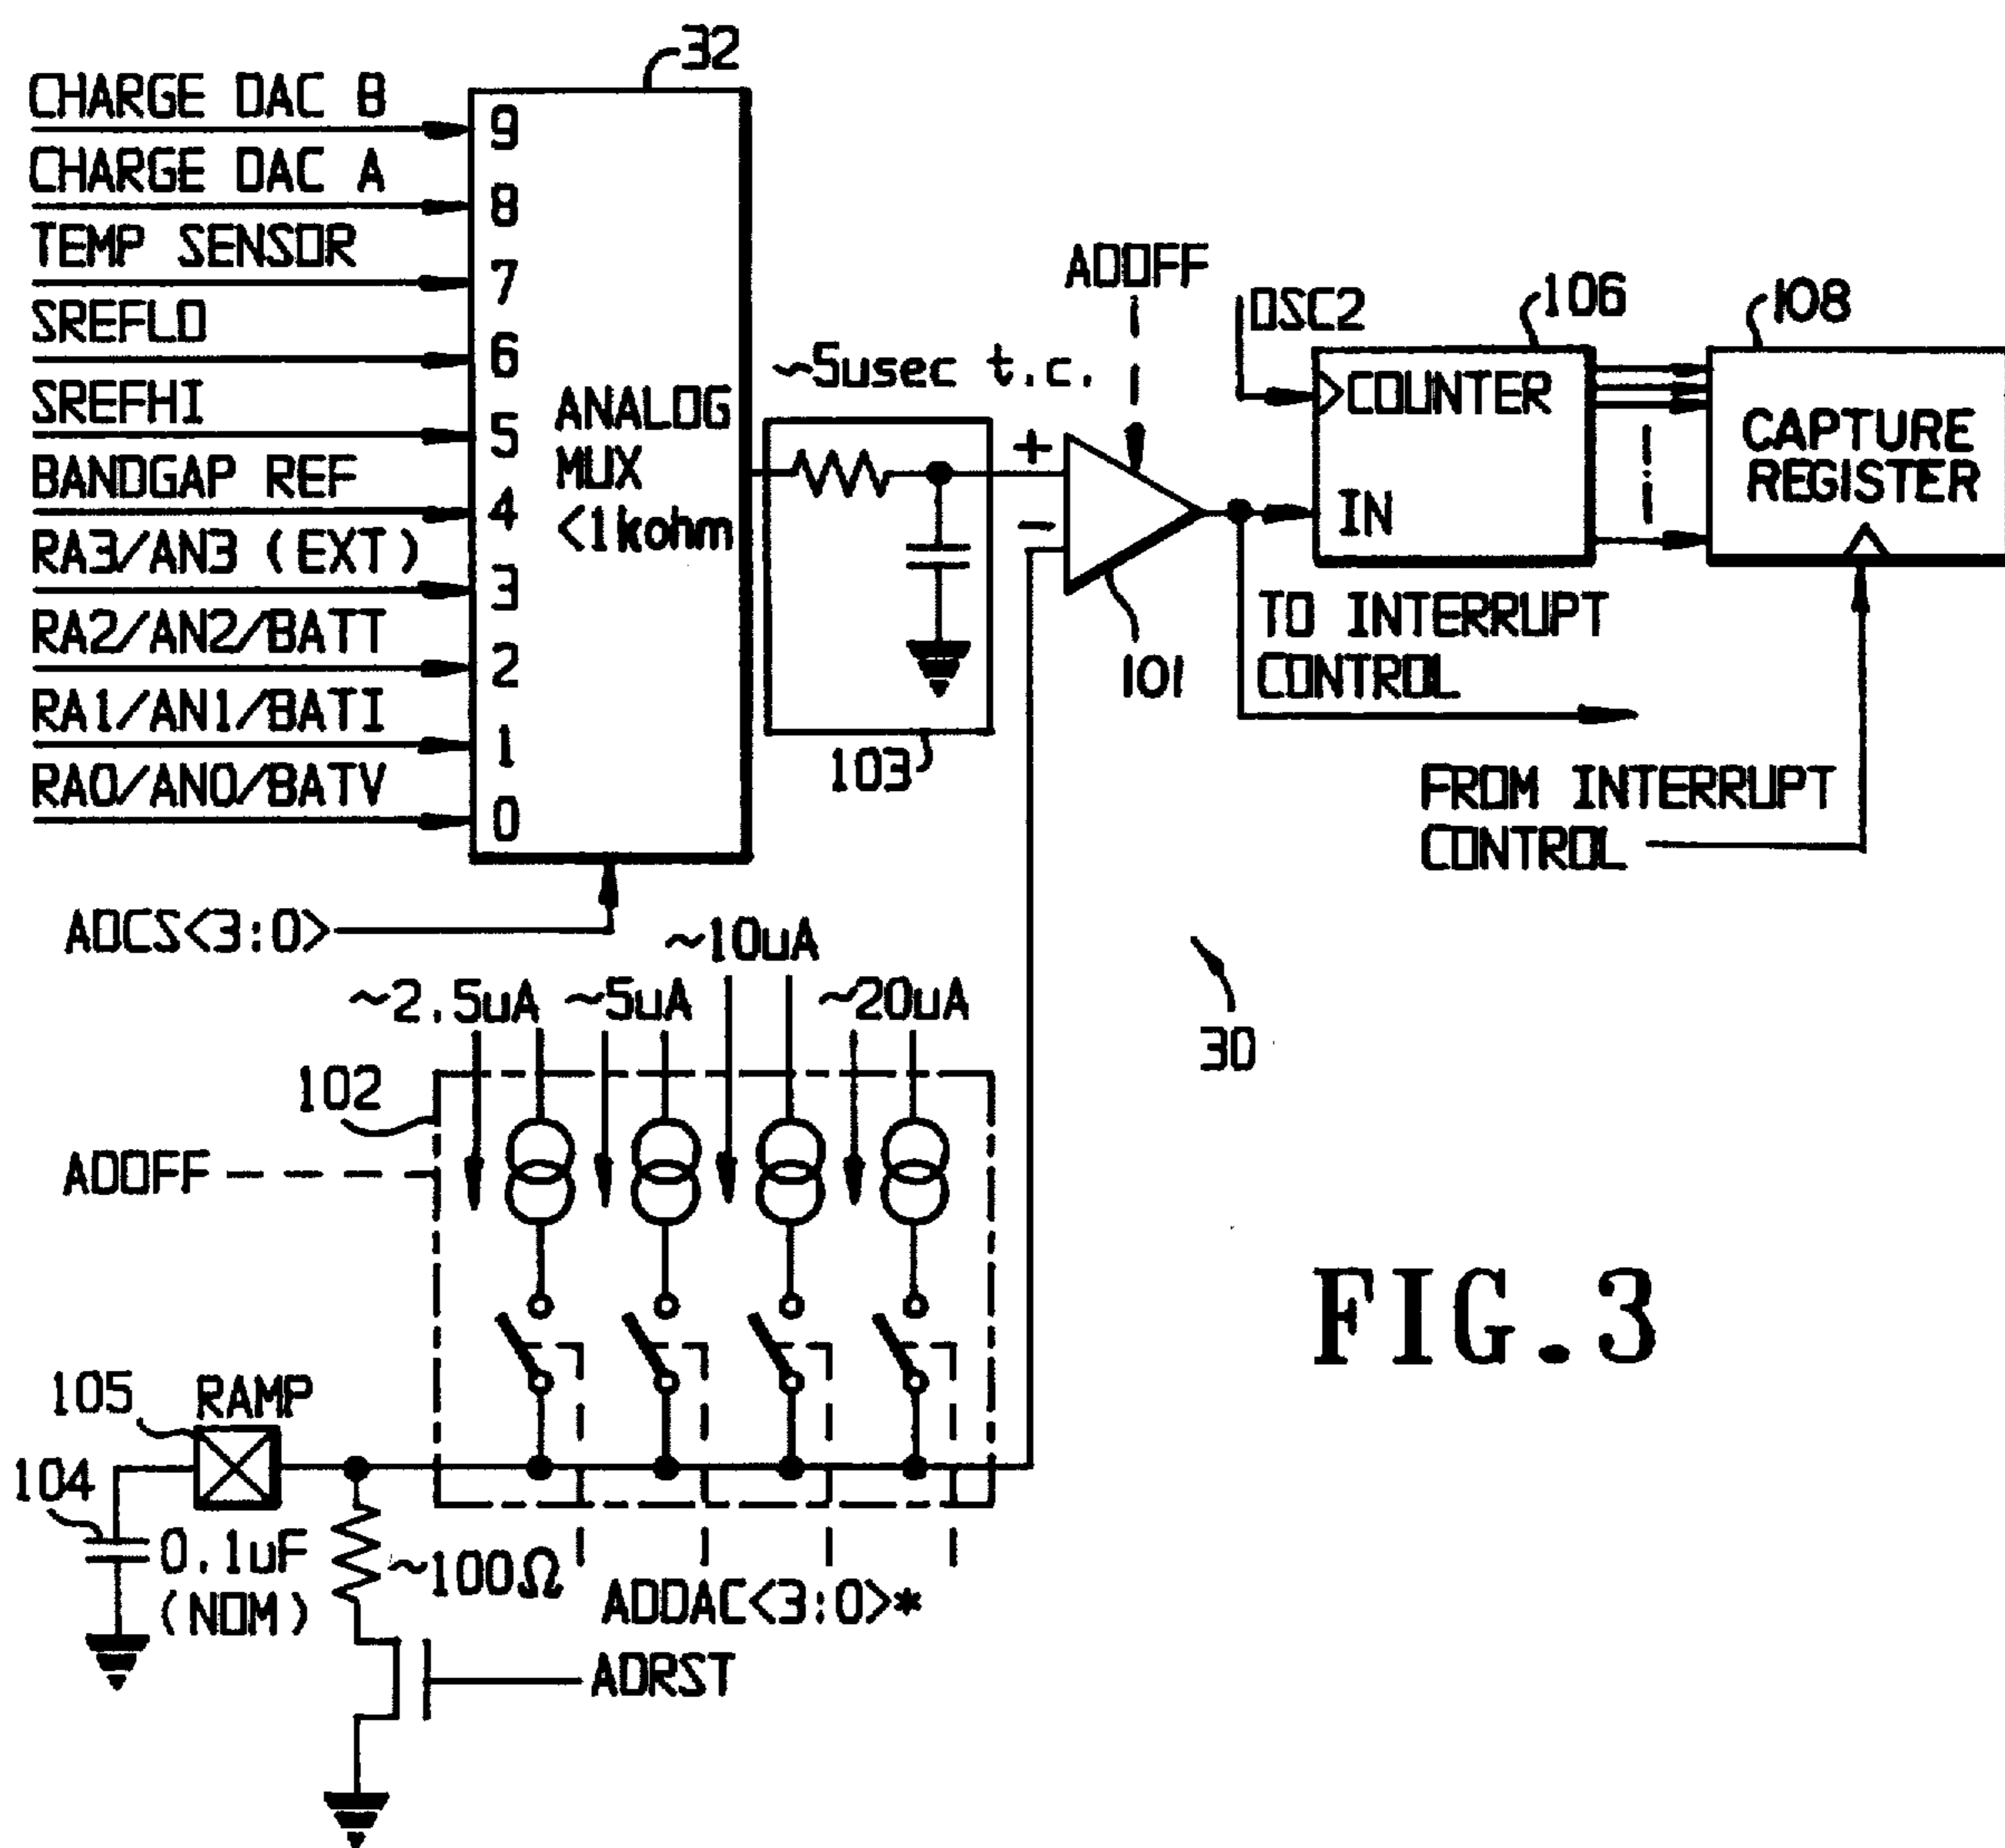 32
CHARGE DAC B
9
CHARGE DAC A
8
TEMP SENSOR
7
SREFLO
6
SREFHI
5
BANDGAP REF
4
RA3/AN3 (EXT)
3
RA2/AN2/BATT
2
RA1/AN1/BATI
1
RA0/AN0/BATV
0
ANALOG
MUX
<1kohm
ADCS<3:0>
~5usec t.c.
103
+
-
ADOFF
101
OSC2
106
COUNTER
IN
108
CAPTURE
REGISTER
TO INTERRUPT
CONTROL
FROM INTERRUPT
CONTROL
30
~2.5uA
~5uA
~10uA
~20uA
102
ADOFF
105
RAMP
104
0.1uF
(NOM)
~100Ω
ADDAC<3:0>*
ADRST
FIG.3